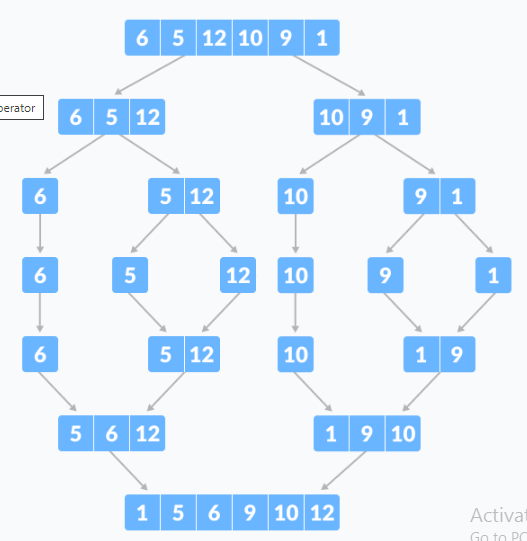 6 5 12 10 9 1
perator
6 5 12 10 9 1
6 5 12 10 9 1
6 5 12 10 9 1
6 5 12 10 1 9
5 6 12 1 9 10
1 5 6 9 10 12
Activat
Go to PC